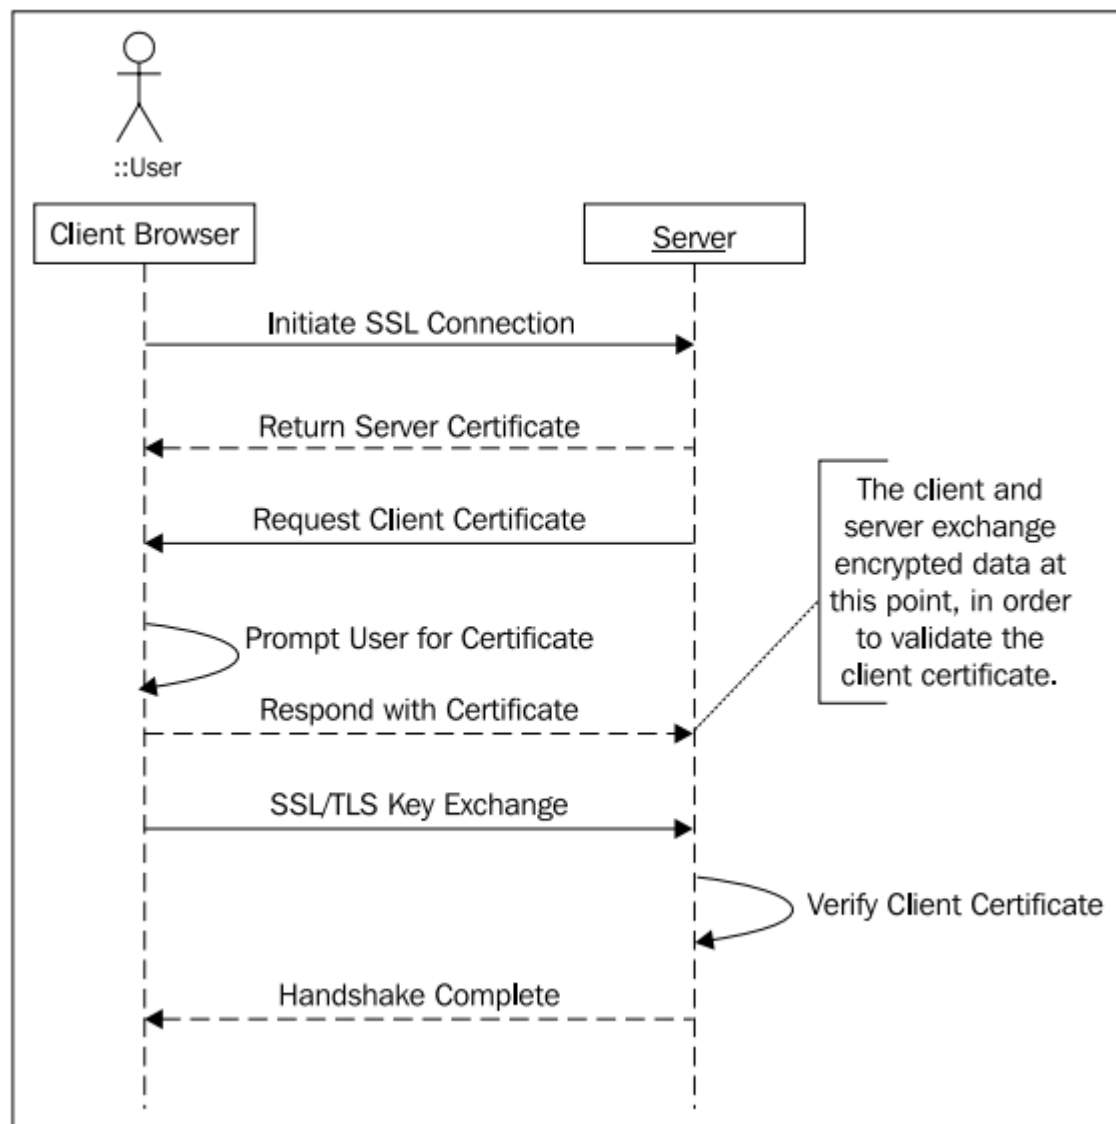 ::User
Client Browser
Server
Initiate SSL Connection
Return Server Certificate
Request Client Certificate
The client and
server exchange
encrypted data at
this point, in order
to validate the
client certificate.
Prompt User for Certificate
Respond with Certificate
SSL/TLS Key Exchange
Verify Client Certificate
Handshake Complete